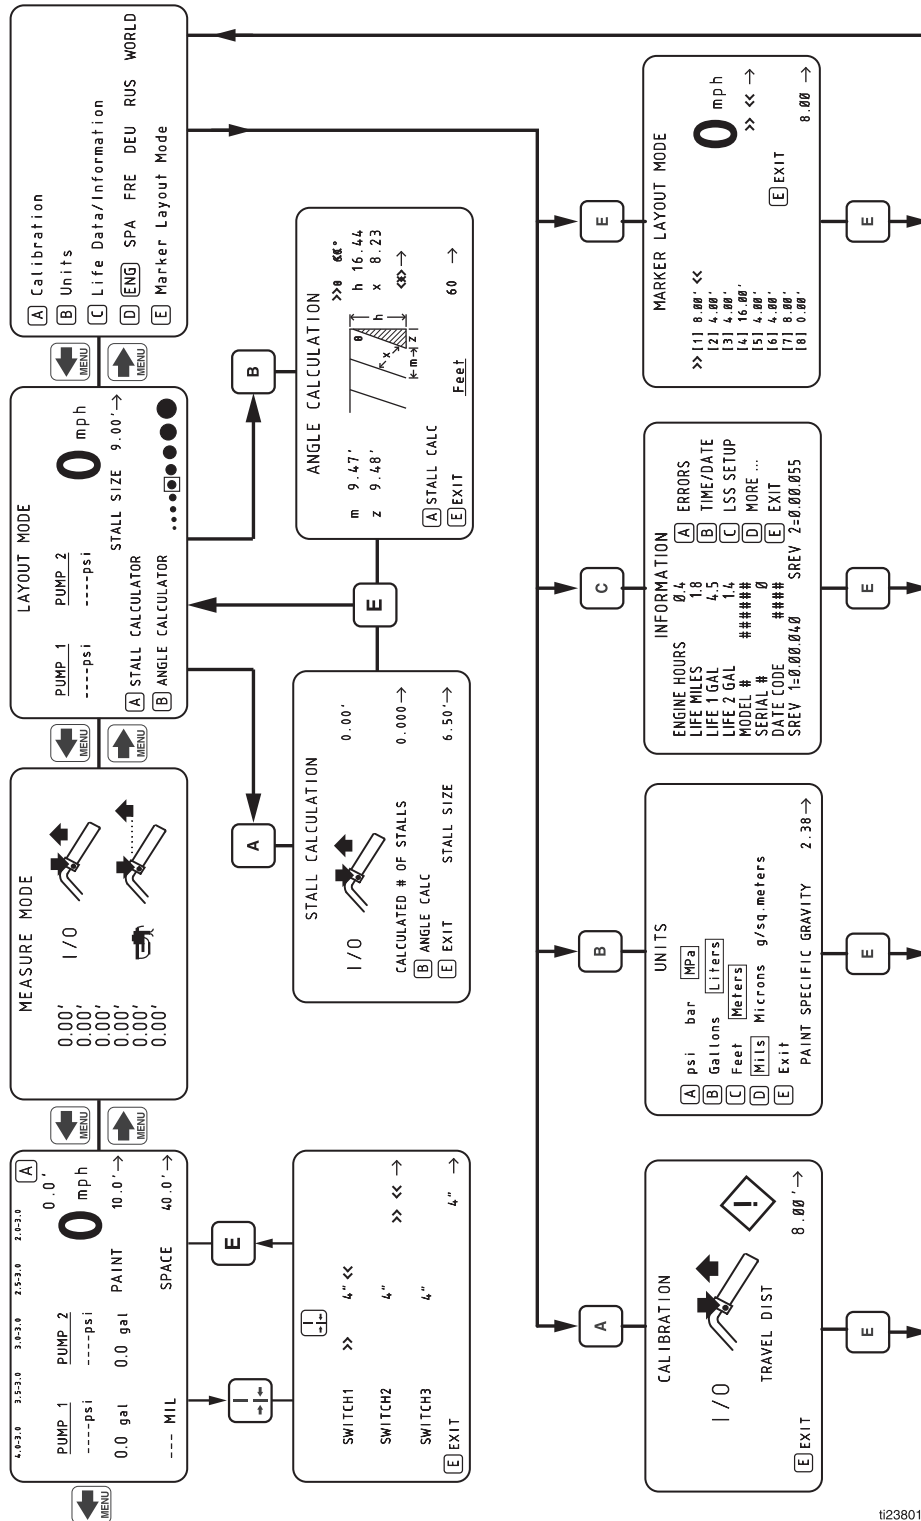 MENU
4.0-3.0 3.5-3.0 3.0-3.0 2.5-3.0 2.0-3.0
A
0.0'
PUMP 1 PUMP 2 0 mph
----psi ----psi
0.0 gal 0.0 gal PAINT 10.0'→
--- MIL SPACE 40.0'→
MENU
MENU
MEASURE MODE
0.00' I/O
0.00'
0.00'
0.00'
0.00'
0.00'
MENU
MENU
LAYOUT MODE
PUMP 1 PUMP 2 0 mph
----psi ----psi
STALL SIZE 9.00'→
A STALL CALCULATOR
B ANGLE CALCULATOR
MENU
MENU
A Calibration
B Units
C Life Data/Information
D ENG SPA FRE DEU RUS WORLD
E Marker Layout Mode
E
A
E
B
SWITCH1 >> 4" <<
SWITCH2 4" >> << →
SWITCH3 4"
E EXIT 4" →
STALL CALCULATION
I/O 0.00'
CALCULATED # OF STALLS 0.000→
B ANGLE CALC
E EXIT STALL SIZE 6.50'→
ANGLE CALCULATION
m 9.47' h 16.44
z 9.48' x 8.23
θ h x m z
A STALL CALC
E EXIT Feet 60 →
A
B
C
E
CALIBRATION
I/O !
TRAVEL DIST 8.00'→
E EXIT
UNITS
A psi bar MPa
B Gallons Liters
C Feet Meters
D Mils Microns g/sq.meters
E Exit
PAINT SPECIFIC GRAVITY 2.38→
INFORMATION
ENGINE HOURS 0.4 A ERRORS
LIFE MILES 1.8 B TIME/DATE
LIFE 1 GAL 4.5 C LSS SETUP
LIFE 2 GAL 1.4 D MORE ...
MODEL # ###### E EXIT
SERIAL # 0
DATE CODE ####
SREV 1=0.00.040 SREV 2=0.00.055
MARKER LAYOUT MODE
>> [1] 8.00' << 0 mph
[2] 4.00'
[3] 4.00' >> << →
[4] 16.00'
[5] 4.00'
[6] 4.00' E EXIT
[7] 8.00'
[8] 0.00' 8.00 →
E
E
E
E
ti23801